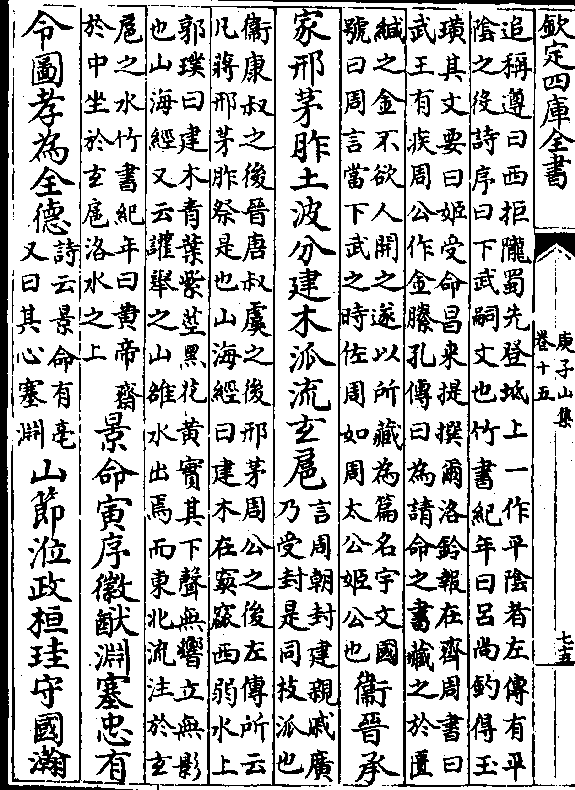 欽定四庫全書
庾子山集
卷十五
七五
追稱遵曰西拒隴蜀先登坻上一作平陰者左傳有平
陰之役詩序曰下武嗣文也竹書紀年曰呂尚釣得玉
璜其文要曰姬受命昌來提撰爾洛鈐報在齊周書曰
武王有疾周公作金縢孔傳曰為請命之書藏之於匱
緘之金不欲人開之遂以所藏為篇名宇文國
號曰周言當下武之時佐周如周太公姬公也
衞晉承
家邢茅胙土波分建木派流玄扈
言周朝封建親戚廣
乃受封是同枝派也
衞康叔之後晉唐叔虞之後邢茅周公之後左傳所云
凡蔣邢茅胙祭是也山海經曰建木在窫窳西弱水上
郭璞曰建木青葉紫莖黑花黄實其下聲無響立無影
也山海經又云讙舉之山雒水出焉而東北流注於玄
扈之水竹書紀年曰黄帝齋
於中坐於玄扈洛水之上
景命寅序徽猷淵塞忠有
令圖孝為全德
詩云景命有亳
又曰其心塞淵
山節涖政桓珪守國瀚